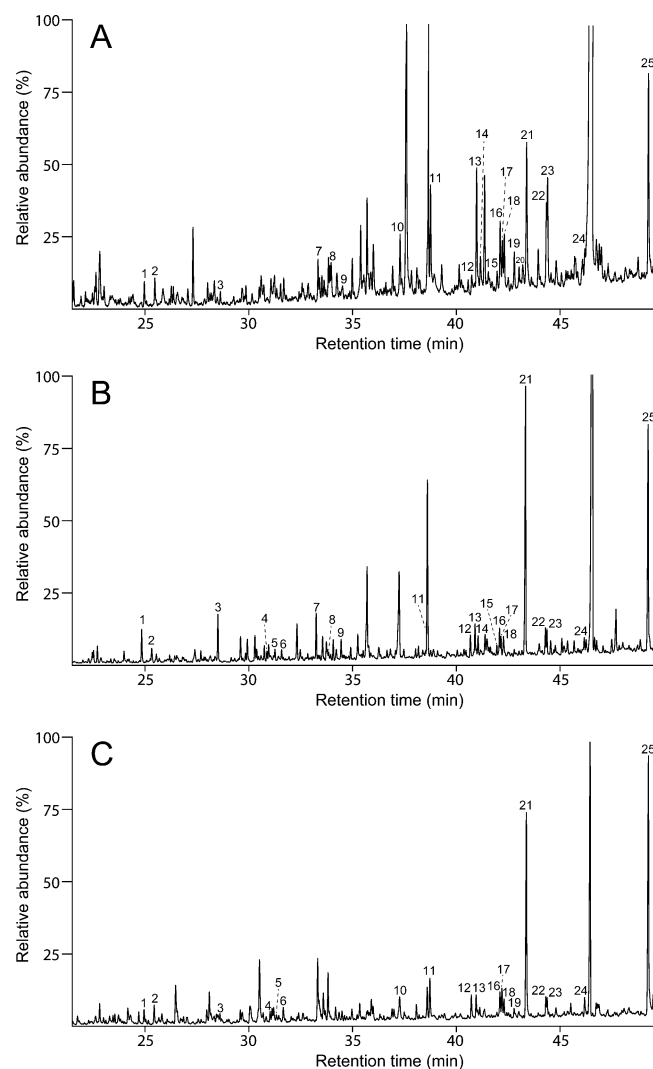 A
Relative abundance (%)
100
75
50
25
1 2 3 7 8 9 10 11 12 13 14 15 16 17 18 19 20 21 22 23 24 25
25 30 35 40 45
Retention time (min)
B
Relative abundance (%)
100
75
50
25
1 2 3 4 5 6 7 8 9 11 12 13 14 15 16 17 18 21 22 23 24 25
25 30 35 40 45
Retention time (min)
C
Relative abundance (%)
100
75
50
25
1 2 3 4 5 6 10 11 12 13 16 17 18 19 21 22 23 24 25
25 30 35 40 45
Retention time (min)